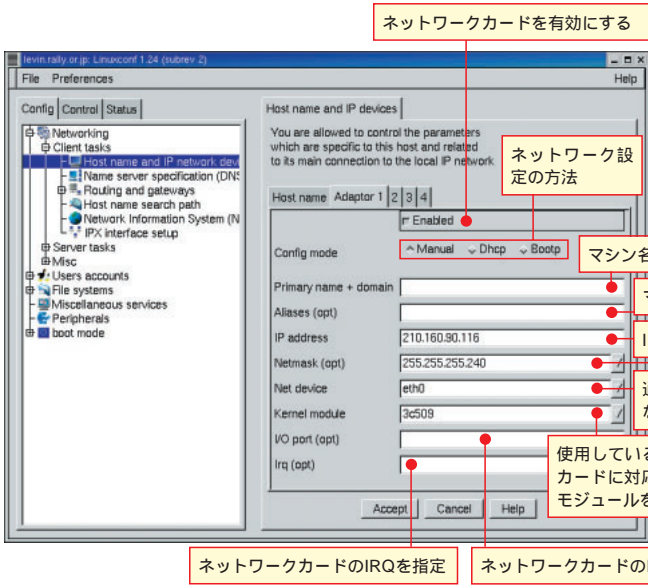 ネットワークカードを有効にする
levin.rally.or.jp: Linuxconf 1.24 (subrev 2)
File Preferences Help
Config Control Status
Networking
Client tasks
Host name and IP network dev
Name server specification (DNS
Routing and gateways
Host name search path
Network Information System (N
IPX interface setup
Server tasks
Misc
Users accounts
File systems
Miscellaneous services
Peripherals
boot mode
Host name and IP devices
You are allowed to control the parameters
which are specific to this host and related
to its main connection to the local IP network
ネットワーク設
定の方法
Host name Adaptor 1 2 3 4
Enabled
Config mode Manual Dhcp Bootp
マシン名
Primary name + domain
Aliases (opt)
IP address 210.160.90.116
Netmask (opt) 255.255.255.240
Net device eth0
Kernel module 3c509
I/O port (opt)
Irq (opt)
使用している
カードに対応
モジュールを
Accept Cancel Help
ネットワークカードのIRQを指定
ネットワークカードの